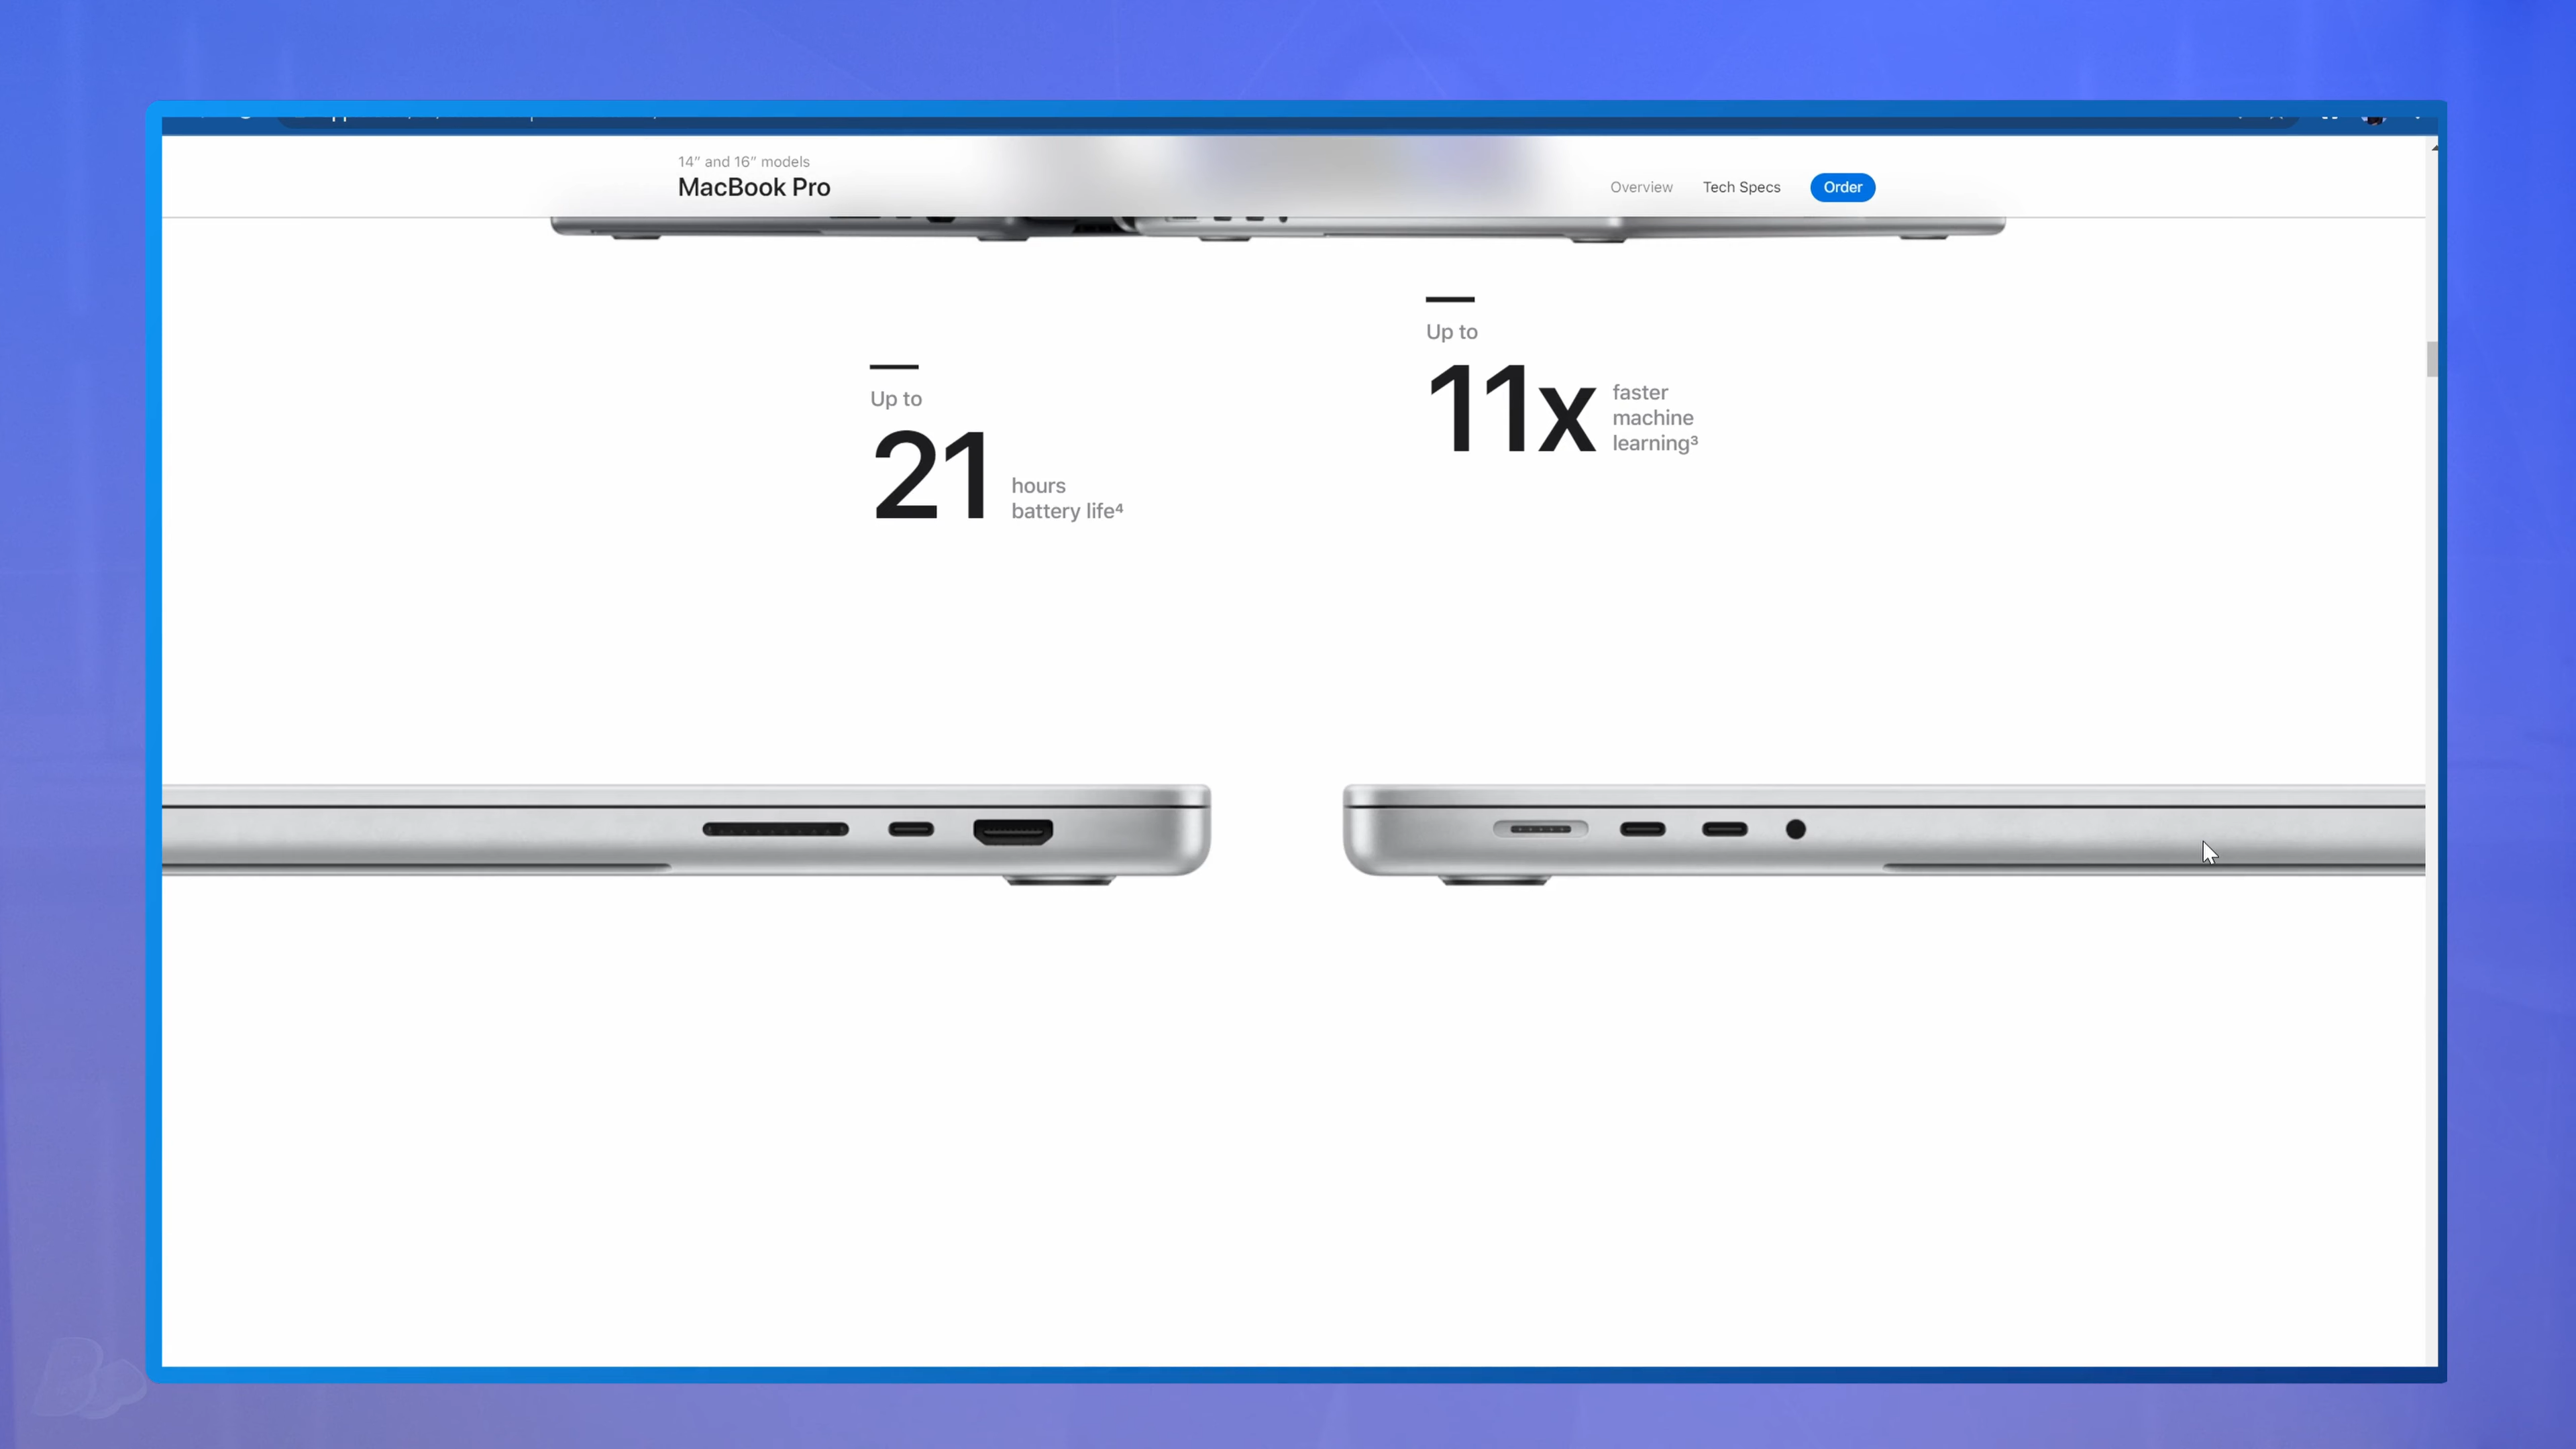 14″ and 16″ models
MacBook Pro
Overview
Tech Specs
Order
Up to
21
hours
battery life⁴
Up to
11x
faster
machine
learning³